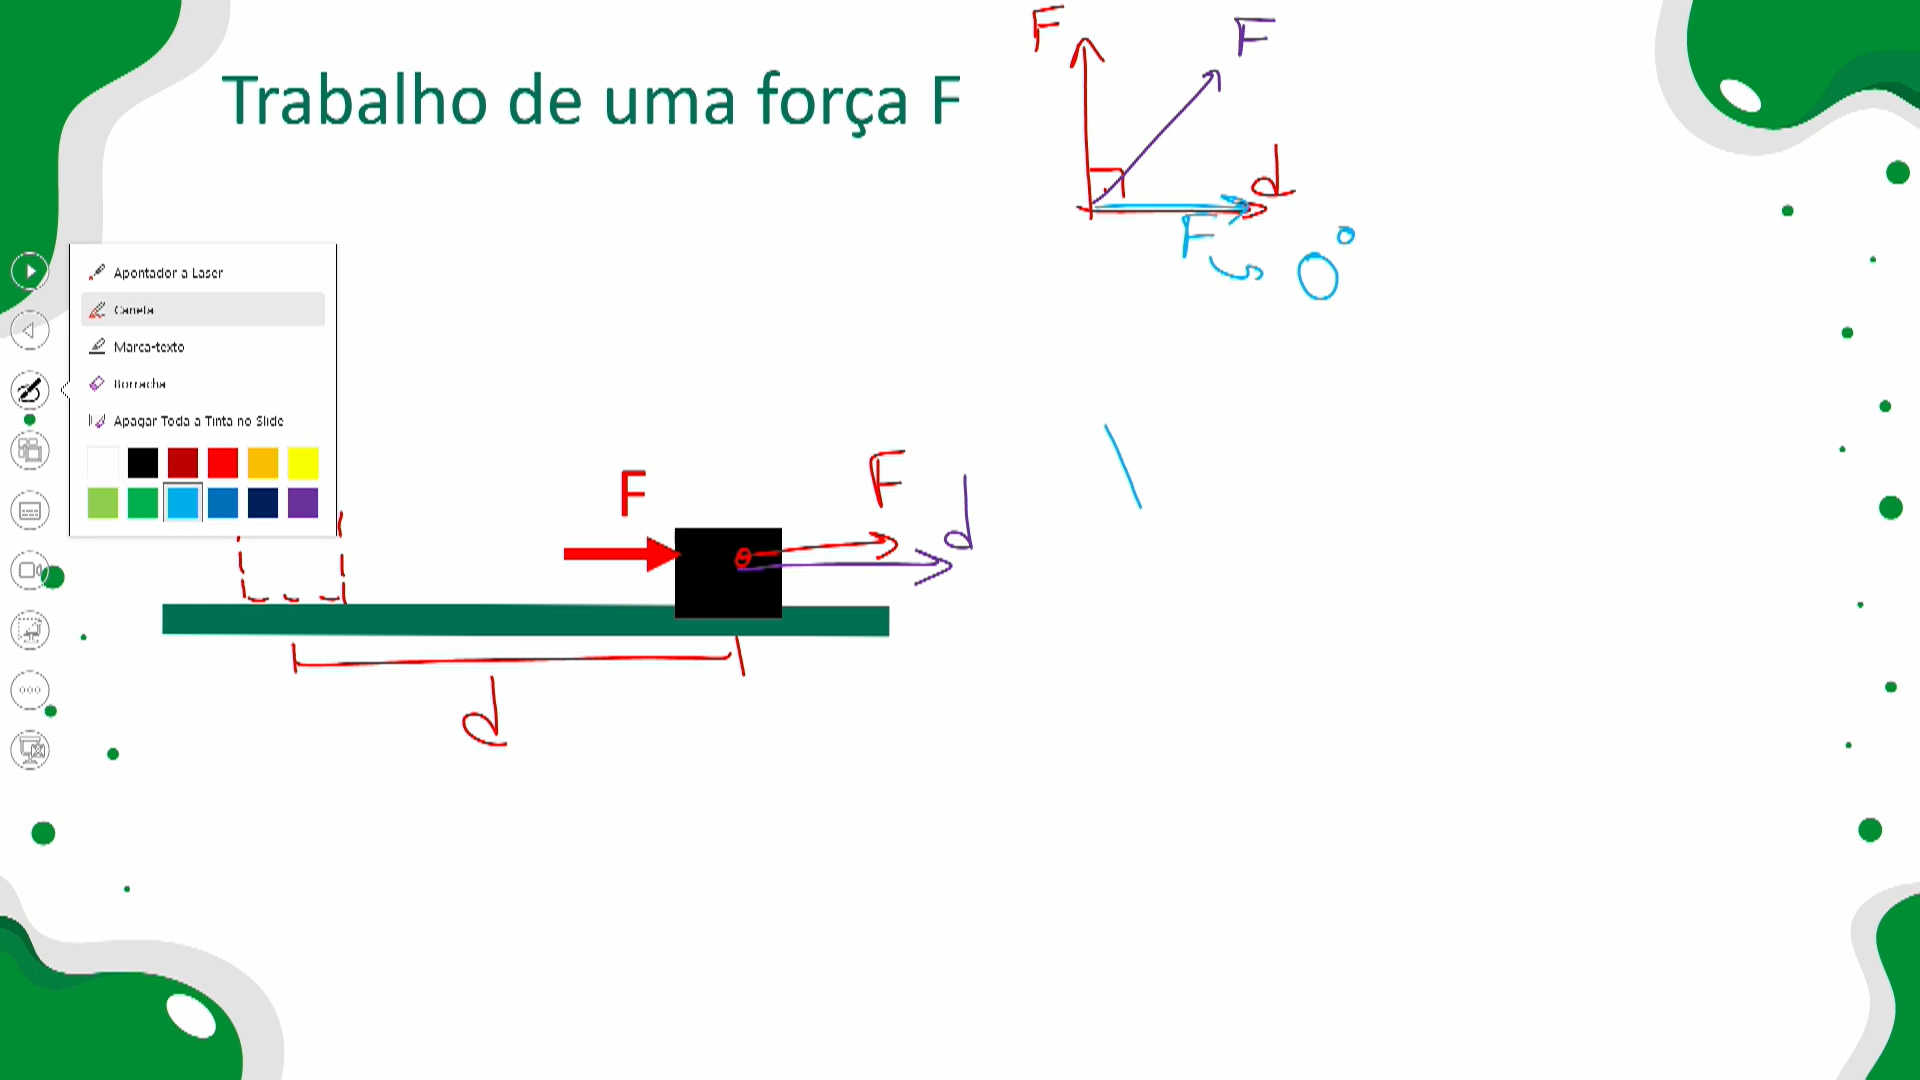 Trabalho de uma força F
F
F
d
F
0°
Apontador a Laser
Caneta
Marca-texto
Borracha
Apagar Toda a Tinta no Slide
F
F
d
d